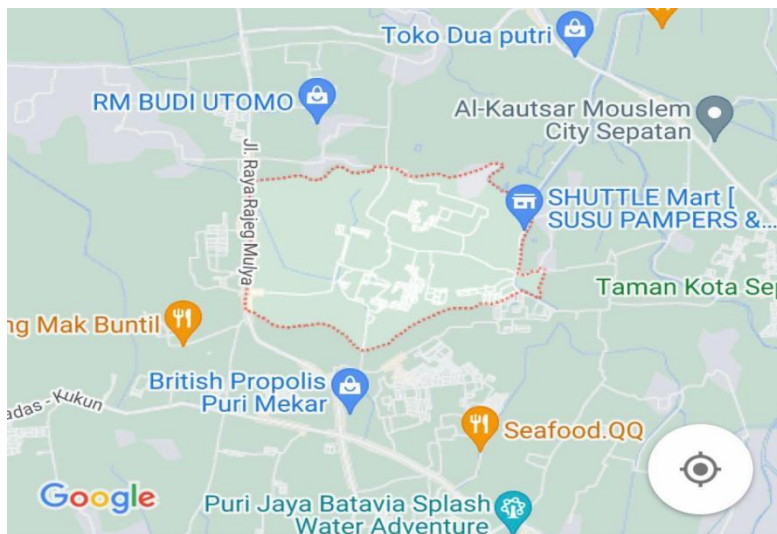 Toko Dua putri
RM BUDI UTOMO
Al-Kautsar Mouslem
City Sepatan
Jl. Raya Rajeg Mulya
SHUTTLE Mart [
SUSU PAMPERS &...
Taman Kota Sep
ng Mak Buntil
British Propolis
Puri Mekar
adas - Kukun
Seafood.QQ
Google
Puri Jaya Batavia Splash
Water Adventure